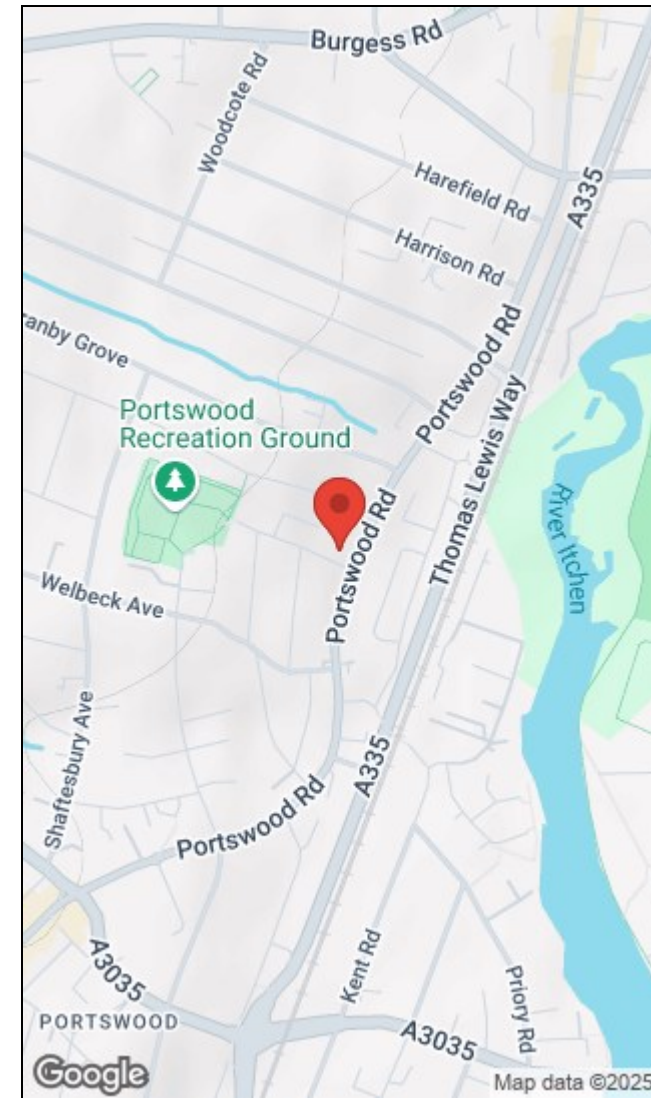 Burgess Rd
Woodcote Rd
A335
Harefield Rd
Harrison Rd
anby Grove
Portswood Rd
Portswood
Recreation Ground
Thomas Lewis Way
Portswood Rd
River Itchen
Welbeck Ave
Shaftesbury Ave
A335
Portswood Rd
A3035
Kent Rd
Priory Rd
PORTSWOOD
A3035
Google
Map data ©2025